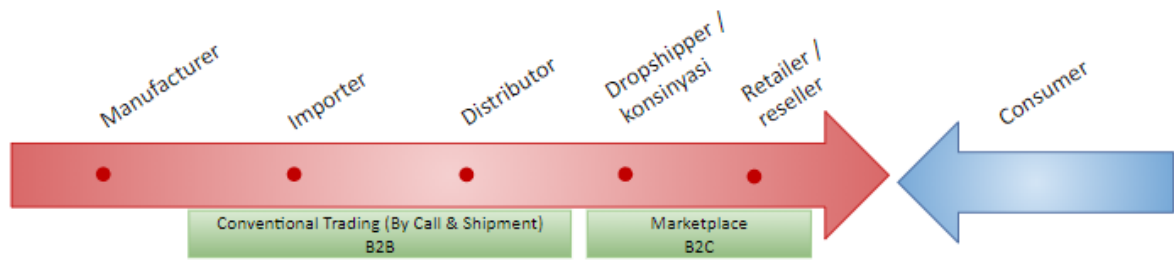 Manufacturer
Importer
Distributor
Dropshipper /
konsinyasi
Retailer /
reseller
Consumer
Conventional Trading (By Call & Shipment)
B2B
Marketplace
B2C